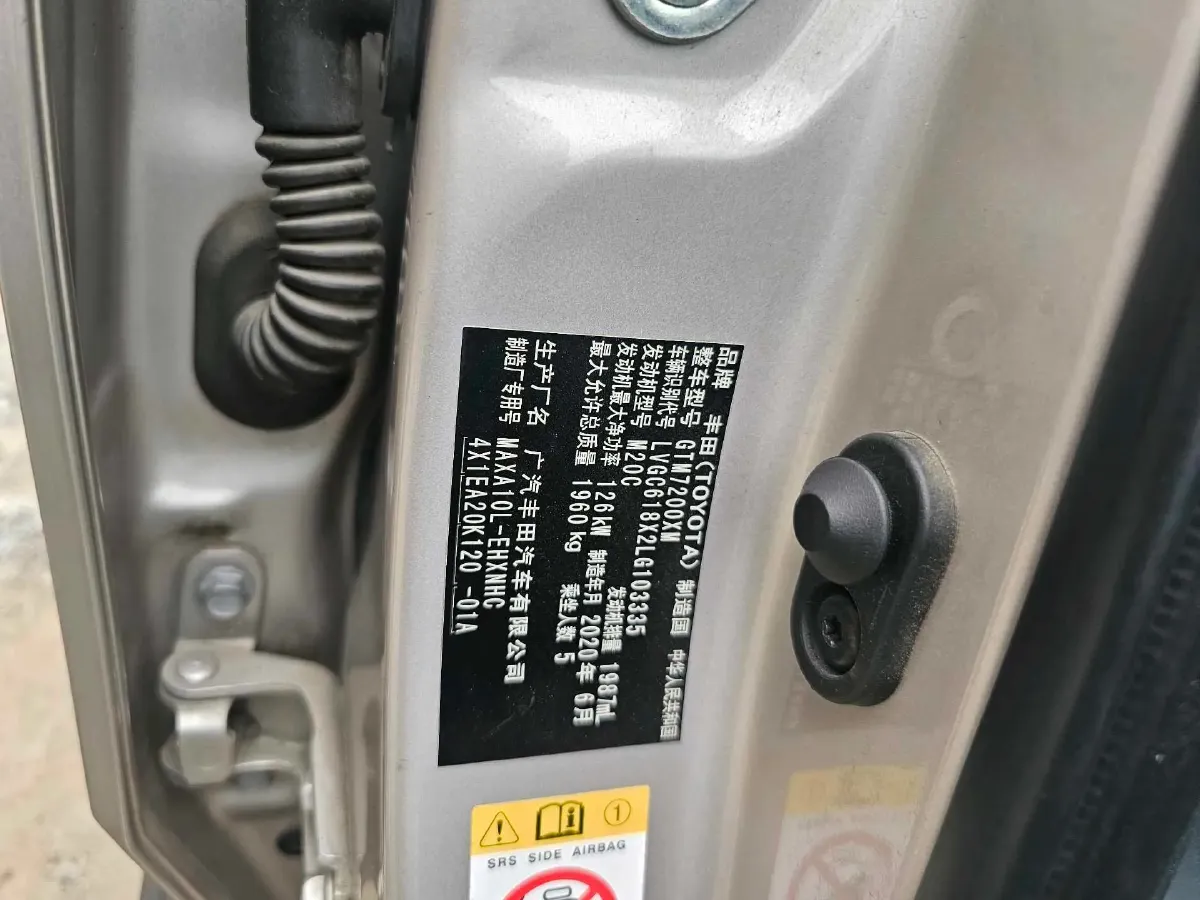 品牌 丰田(TOYOTA) 制造国 中华人民共和国
整车型号 GTM7200XM
车辆识别代号 LVGC618X2LG103335
发动机型号 M20C 发动机排量 1987mL
发动机最大净功率 126kW 制造年月 2020年 6月
最大允许总质量 1960kg 乘坐人数 5
生产厂名 广汽丰田汽车有限公司
制造厂专用号 MAXA10L-EHXNHC
4X1EA20K120 -01A
1
SRS SIDE AIRBAG